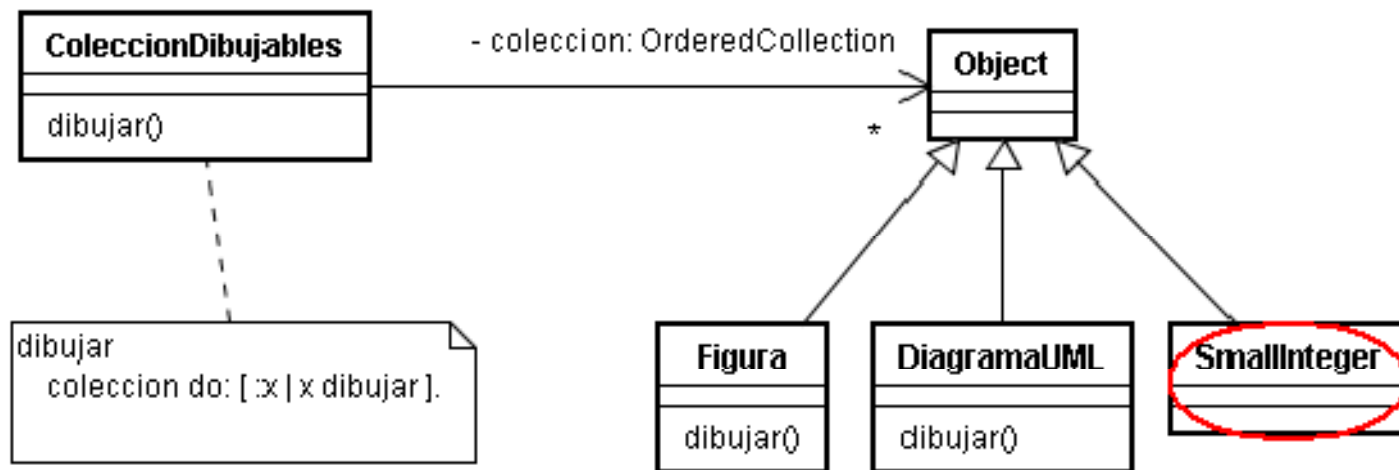 ColeccionDibujables
- coleccion: OrderedCollection
Object
dibujar()
*
dibujar
coleccion do: [ :x | x dibujar ].
Figura
DiagramaUML
SmallInteger
dibujar()
dibujar()